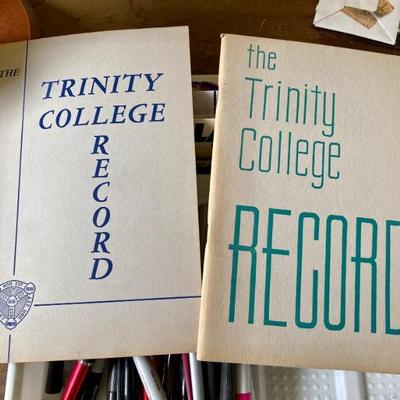 THE
TRINITY
COLLEGE
RECORD
the
Trinity
College
RECORD